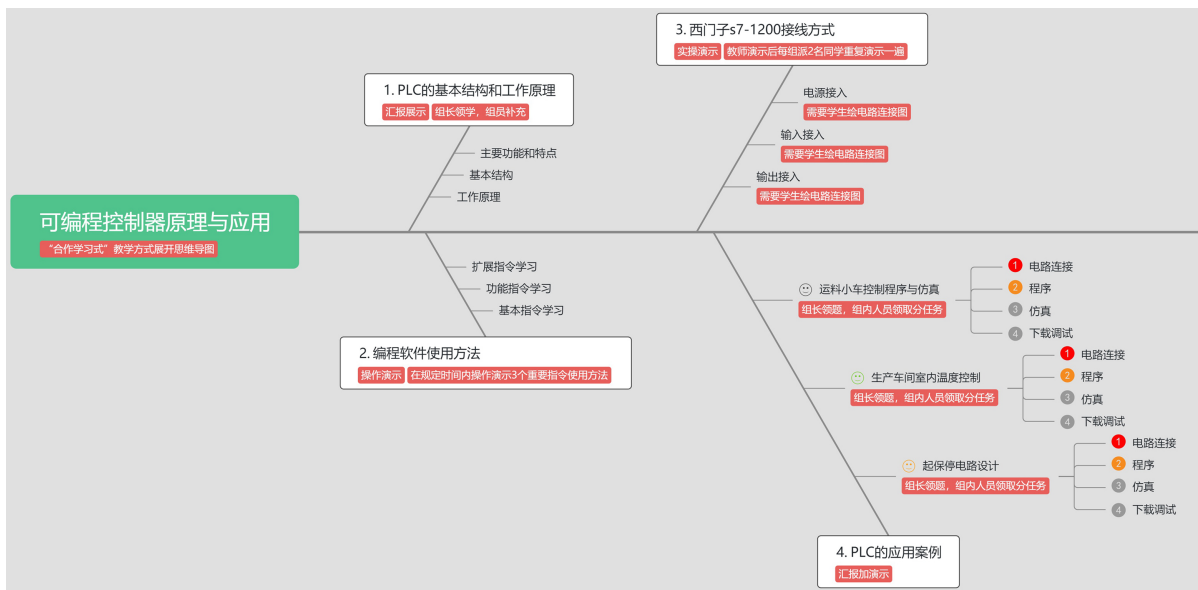 可编程控制器原理与应用
“合作学习式”教学方式展开思维导图
1. PLC的基本结构和工作原理
汇报展示 组长领学，组员补充
主要功能和特点
基本结构
工作原理
扩展指令学习
功能指令学习
基本指令学习
2. 编程软件使用方法
操作演示 在规定时间内操作演示3个重要指令使用方法
3. 西门子s7-1200接线方式
实操演示 教师演示后每组派2名同学重复演示一遍
电源接入
需要学生绘电路连接图
输入接入
需要学生绘电路连接图
输出接入
需要学生绘电路连接图
运料小车控制程序与仿真
组长领题，组内人员领取分任务
1 电路连接
2 程序
3 仿真
4 下载调试
生产车间室内温度控制
组长领题，组内人员领取分任务
1 电路连接
2 程序
3 仿真
4 下载调试
起保停电路设计
组长领题，组内人员领取分任务
1 电路连接
2 程序
3 仿真
4 下载调试
4. PLC的应用案例
汇报加演示